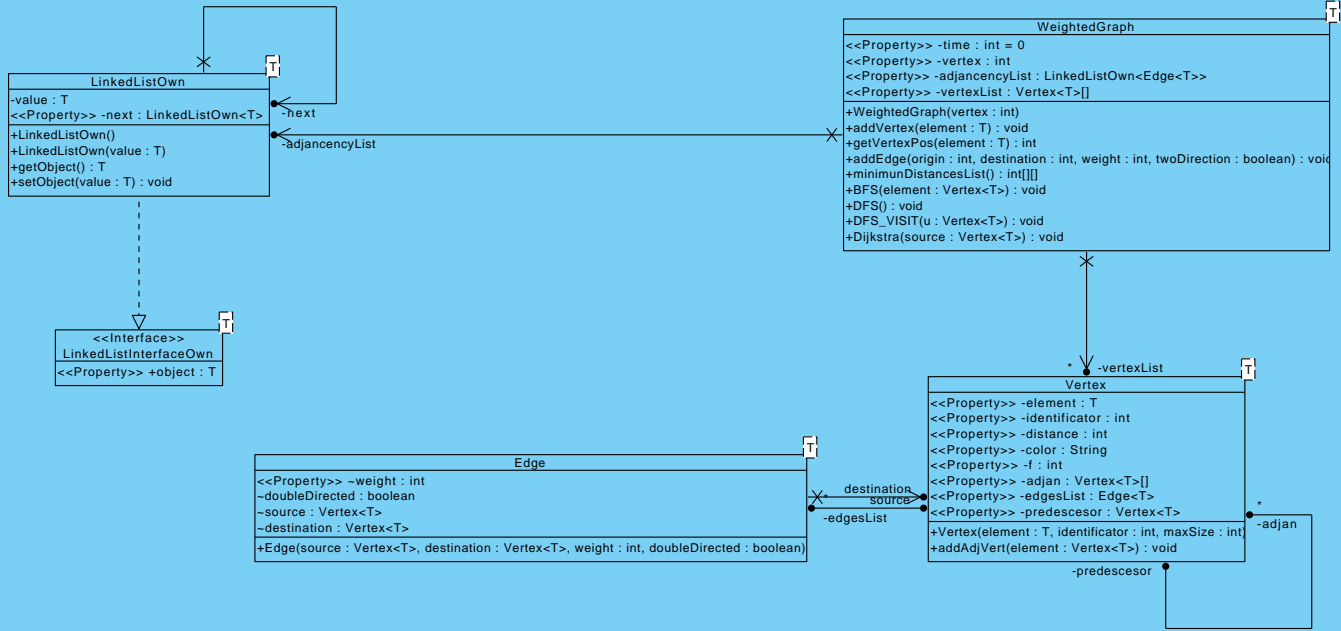 T
LinkedListOwn
-value : T
<<Property>> -next : LinkedListOwn<T>
+LinkedListOwn()
+LinkedListOwn(value : T)
+getObject() : T
+setObject(value : T) : void
-next
-adjancencyList
T
WeightedGraph
<<Property>> -time : int = 0
<<Property>> -vertex : int
<<Property>> -adjancencyList : LinkedListOwn<Edge<T>>
<<Property>> -vertexList : Vertex<T>[]
+WeightedGraph(vertex : int)
+addVertex(element : T) : void
+getVertexPos(element : T) : int
+addEdge(origin : int, destination : int, weight : int, twoDirection : boolean) : void
+minimunDistancesList() : int[][]
+BFS(element : Vertex<T>) : void
+DFS() : void
+DFS_VISIT(u : Vertex<T>) : void
+Dijkstra(source : Vertex<T>) : void
T
<<Interface>>
LinkedListInterfaceOwn
<<Property>> +object : T
* -vertexList
T
Vertex
<<Property>> -element : T
<<Property>> -identificator : int
<<Property>> -distance : int
<<Property>> -color : String
<<Property>> -f : int
<<Property>> -adjan : Vertex<T>[]
<<Property>> -edgesList : Edge<T>
<<Property>> -predescesor : Vertex<T>
+Vertex(element : T, identificator : int, maxSize : int)
+addAdjVert(element : Vertex<T>) : void
T
Edge
<<Property>> ~weight : int
~doubleDirected : boolean
~source : Vertex<T>
~destination : Vertex<T>
+Edge(source : Vertex<T>, destination : Vertex<T>, weight : int, doubleDirected : boolean)
destination
* source
-edgesList
*
-adjan
-predescesor